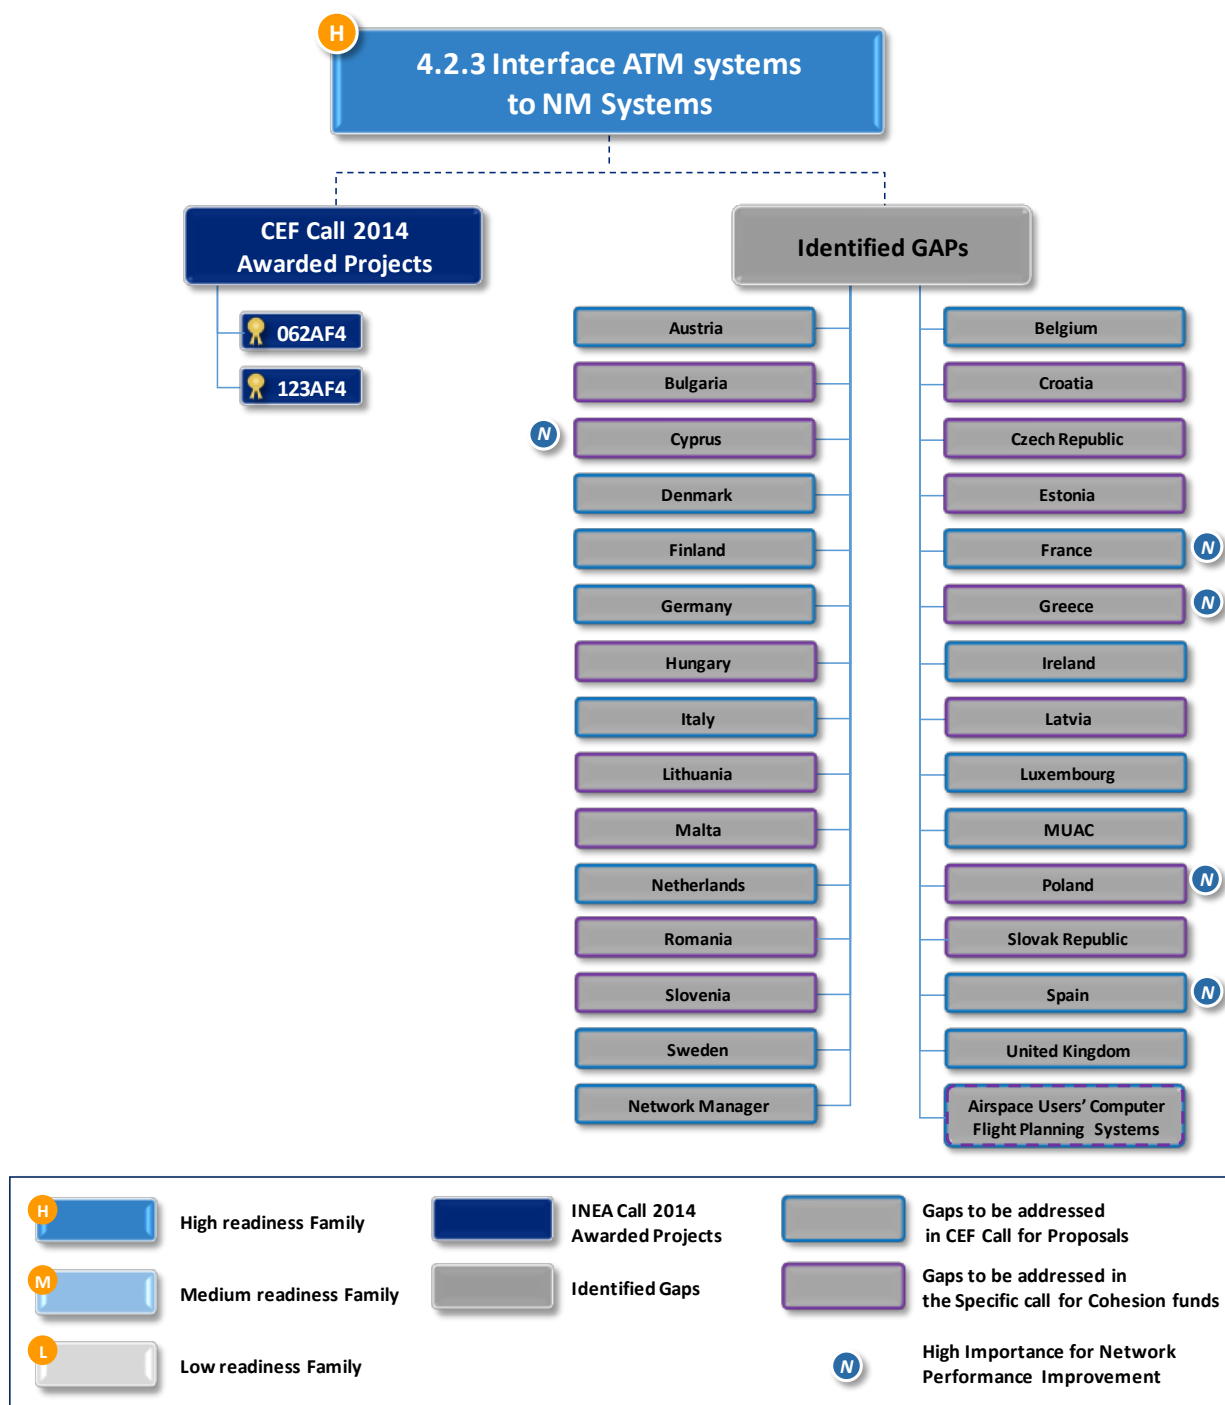 H
4.2.3 Interface ATM systems
to NM Systems
CEF Call 2014
Awarded Projects
Identified GAPs
062AF4
123AF4
Austria
Belgium
Bulgaria
Croatia
N
Cyprus
Czech Republic
Denmark
Estonia
Finland
France
N
Germany
Greece
N
Hungary
Ireland
Italy
Latvia
Lithuania
Luxembourg
Malta
MUAC
Netherlands
Poland
N
Romania
Slovak Republic
Slovenia
Spain
N
Sweden
United Kingdom
Network Manager
Airspace Users' Computer
Flight Planning Systems
H
High readiness Family
INEA Call 2014
Awarded Projects
Gaps to be addressed
in CEF Call for Proposals
M
Medium readiness Family
Identified Gaps
Gaps to be addressed in
the Specific call for Cohesion funds
L
Low readiness Family
N
High Importance for Network
Performance Improvement